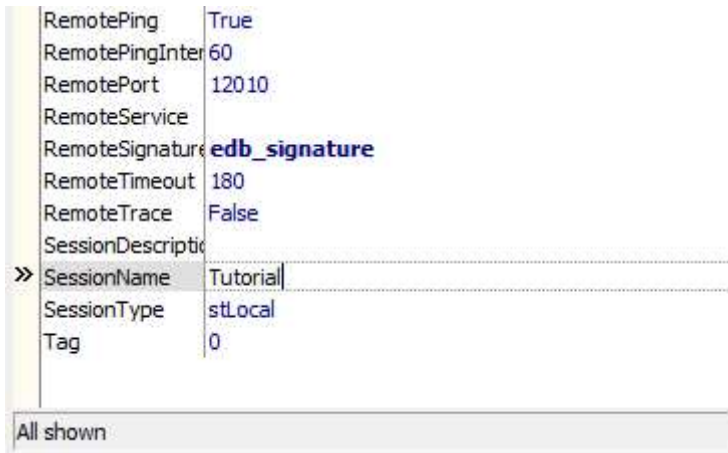 RemotePing True
RemotePingInter 60
RemotePort 12010
RemoteService
RemoteSignature edb_signature
RemoteTimeout 180
RemoteTrace False
SessionDescriptio
» SessionName Tutorial
SessionType stLocal
Tag 0
All shown